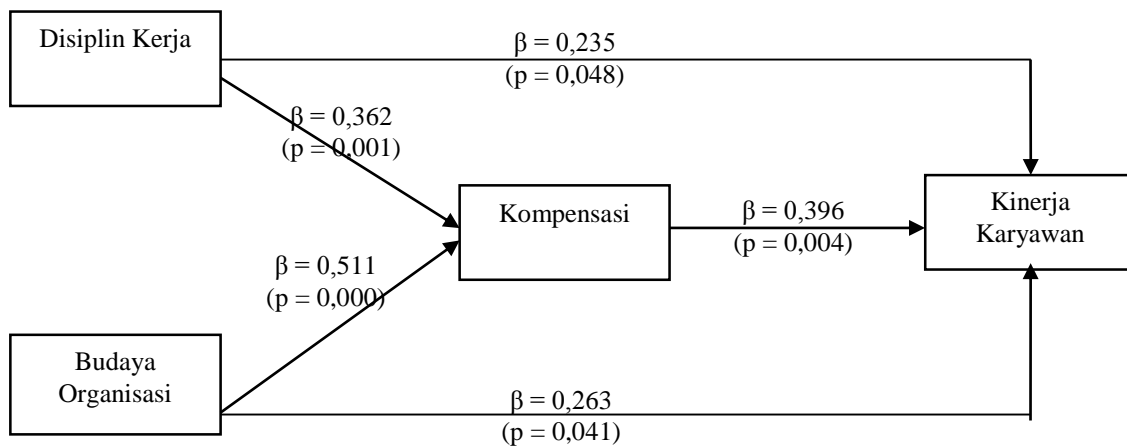 Disiplin Kerja
β = 0,235
(p = 0,048)
β = 0,362
(p = 0,001)
Kompensasi
β = 0,396
(p = 0,004)
Kinerja
Karyawan
β = 0,511
(p = 0,000)
Budaya
Organisasi
β = 0,263
(p = 0,041)